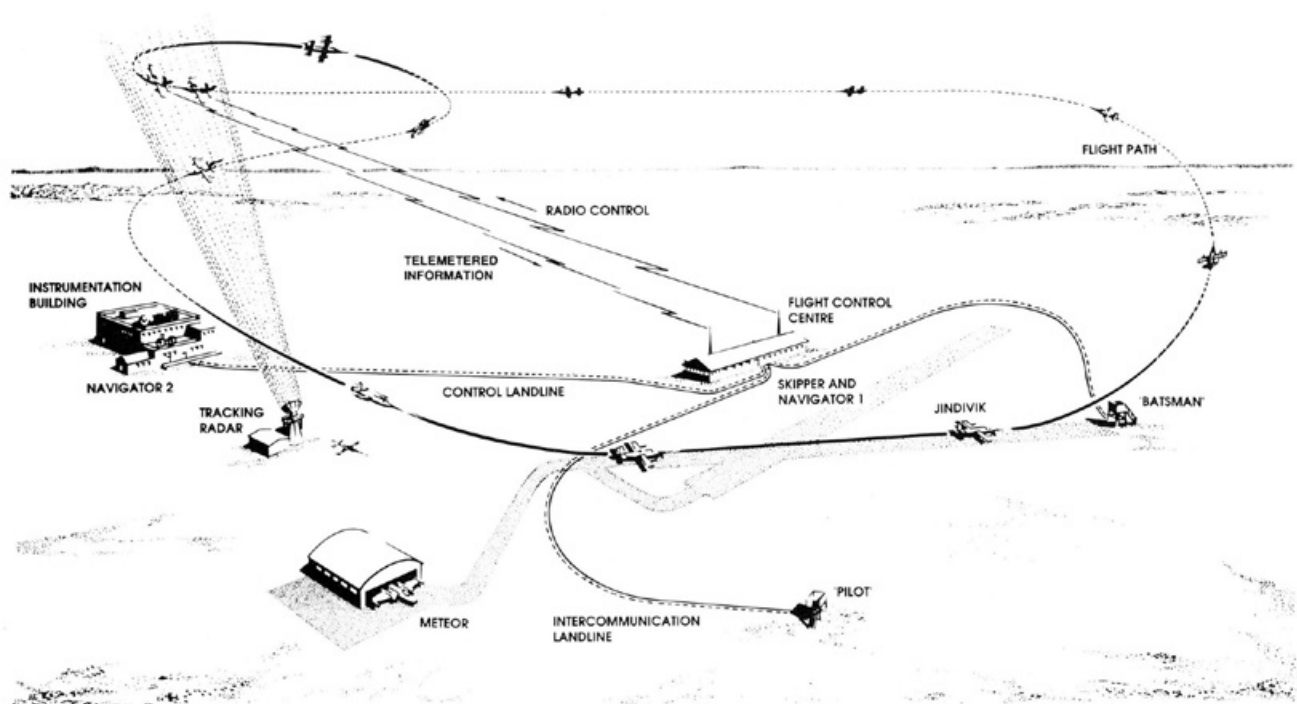 FLIGHT PATH
RADIO CONTROL
TELEMETERED
INFORMATION
INSTRUMENTATION
BUILDING
FLIGHT CONTROL
CENTRE
NAVIGATOR 2
CONTROL LANDLINE
SKIPPER AND
NAVIGATOR 1
TRACKING
RADAR
JINDIVIK
'BATSMAN'
'PILOT'
METEOR
INTERCOMMUNICATION
LANDLINE